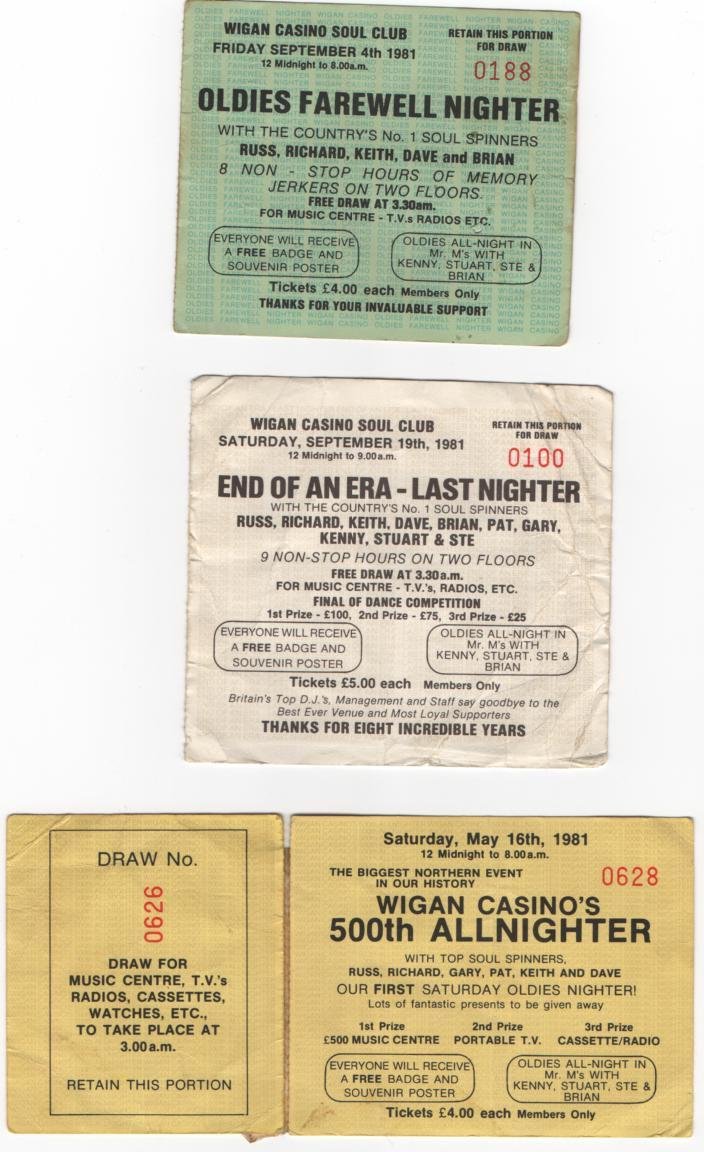 WIGAN CASINO SOUL CLUB
FRIDAY SEPTEMBER 4th 1981
12 Midnight to 8.00a.m.
RETAIN THIS PORTION
FOR DRAW
0188
OLDIES FAREWELL NIGHTER
WITH THE COUNTRY'S No. 1 SOUL SPINNERS
RUSS, RICHARD, KEITH, DAVE and BRIAN
8 NON - STOP HOURS OF MEMORY
JERKERS ON TWO FLOORS.
FREE DRAW AT 3.30am.
FOR MUSIC CENTRE - T.V.s RADIOS ETC.
EVERYONE WILL RECEIVE
A FREE BADGE AND
SOUVENIR POSTER
OLDIES ALL-NIGHT IN
Mr. M's WITH
KENNY, STUART, STE &
BRIAN
Tickets £4.00 each Members Only
THANKS FOR YOUR INVALUABLE SUPPORT
WIGAN CASINO SOUL CLUB
SATURDAY, SEPTEMBER 19th, 1981
12 Midnight to 9.00a.m.
RETAIN THIS PORTION
FOR DRAW
0100
END OF AN ERA - LAST NIGHTER
WITH THE COUNTRY'S No. 1 SOUL SPINNERS
RUSS, RICHARD, KEITH, DAVE, BRIAN, PAT, GARY,
KENNY, STUART & STE
9 NON-STOP HOURS ON TWO FLOORS
FREE DRAW AT 3.30a.m.
FOR MUSIC CENTRE - T.V.'s, RADIOS, ETC.
FINAL OF DANCE COMPETITION
1st Prize - £100, 2nd Prize - £75, 3rd Prize - £25
EVERYONE WILL RECEIVE
A FREE BADGE AND
SOUVENIR POSTER
OLDIES ALL-NIGHT IN
Mr. M's WITH
KENNY, STUART, STE &
BRIAN
Tickets £5.00 each Members Only
Britain's Top D.J.'s, Management and Staff say goodbye to the
Best Ever Venue and Most Loyal Supporters
THANKS FOR EIGHT INCREDIBLE YEARS
DRAW No.
0626
DRAW FOR
MUSIC CENTRE, T.V.'s
RADIOS, CASSETTES,
WATCHES, ETC.,
TO TAKE PLACE AT
3.00a.m.
RETAIN THIS PORTION
Saturday, May 16th, 1981
12 Midnight to 8.00a.m.
THE BIGGEST NORTHERN EVENT
IN OUR HISTORY
0628
WIGAN CASINO'S
500th ALLNIGHTER
WITH TOP SOUL SPINNERS,
RUSS, RICHARD, GARY, PAT, KEITH AND DAVE
OUR FIRST SATURDAY OLDIES NIGHTER!
Lots of fantastic presents to be given away
1st Prize 2nd Prize 3rd Prize
£500 MUSIC CENTRE PORTABLE T.V. CASSETTE/RADIO
EVERYONE WILL RECEIVE
A FREE BADGE AND
SOUVENIR POSTER
OLDIES ALL-NIGHT IN
Mr. M's WITH
KENNY, STUART, STE &
BRIAN
Tickets £4.00 each Members Only